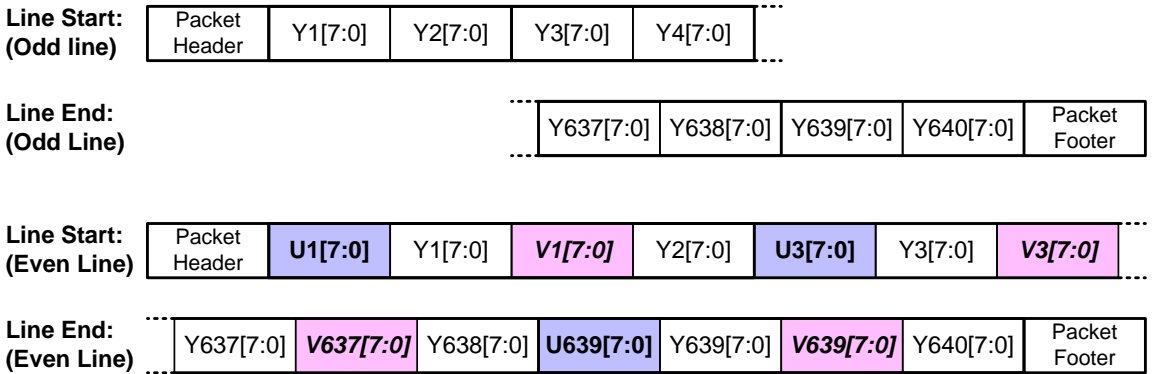 Line Start: Packet Header Y1[7:0] Y2[7:0] Y3[7:0] Y4[7:0]
(Odd line)
Line End: Y637[7:0] Y638[7:0] Y639[7:0] Y640[7:0] Packet Footer
(Odd Line)
Line Start: Packet Header U1[7:0] Y1[7:0] V1[7:0] Y2[7:0] U3[7:0] Y3[7:0] V3[7:0]
(Even Line)
Line End: Y637[7:0] V637[7:0] Y638[7:0] U639[7:0] Y639[7:0] V639[7:0] Y640[7:0] Packet Footer
(Even Line)